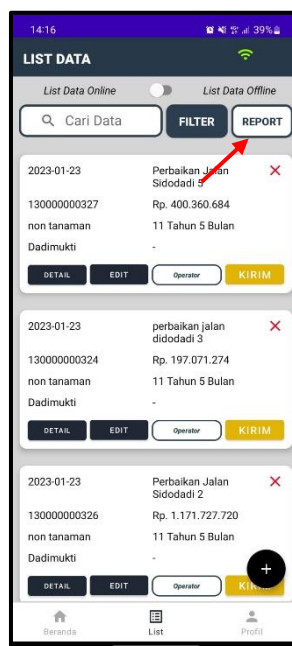 14:16 39%
LIST DATA
List Data Online List Data Offline
Cari Data FILTER REPORT
2023-01-23 Perbaikan Jalan
Sidodadi 5
130000000327 Rp. 400.360.684
non tanaman 11 Tahun 5 Bulan
Dadimukti -
DETAIL EDIT Operator KIRIM
2023-01-23 perbaikan jalan
didodadi 3
130000000324 Rp. 197.071.274
non tanaman 11 Tahun 5 Bulan
Dadimukti -
DETAIL EDIT Operator KIRIM
2023-01-23 Perbaikan Jalan
Sidodadi 2
130000000326 Rp. 1.171.727.720
non tanaman 11 Tahun 5 Bulan
Dadimukti -
DETAIL EDIT Operator
Beranda List Profil